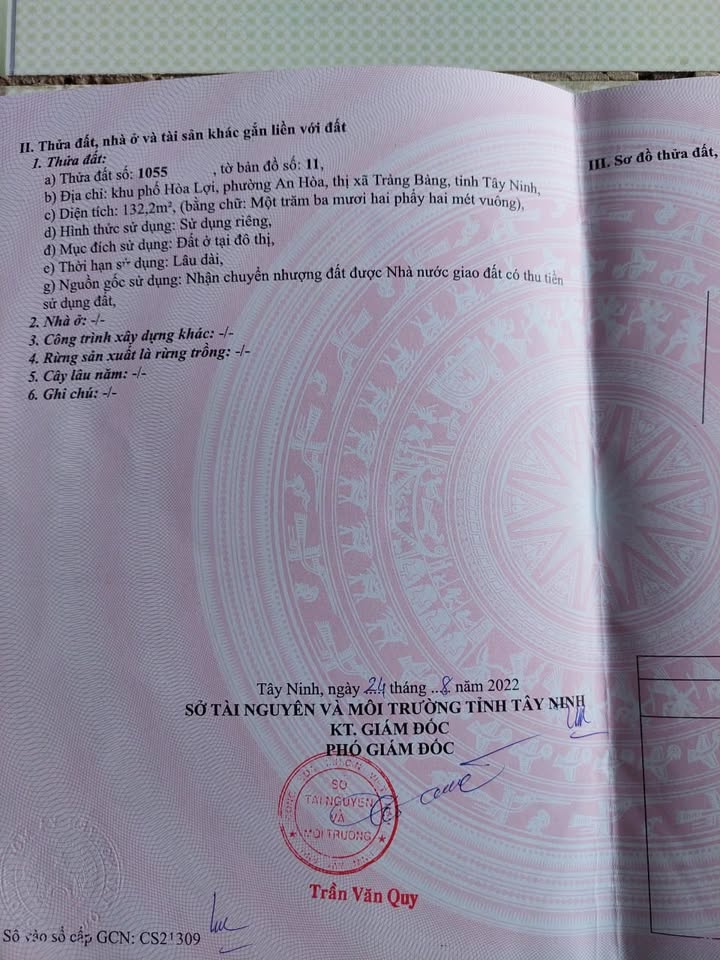 II. Thửa đất, nhà ở và tài sản khác gắn liền với đất
1. Thửa đất:
a) Thửa đất số: 1055 , tờ bản đồ số: 11,
b) Địa chỉ: khu phố Hòa Lợi, phường An Hòa, thị xã Trảng Bàng, tỉnh Tây Ninh,
c) Diện tích: 132,2m², (bằng chữ: Một trăm ba mươi hai phẩy hai mét vuông),
d) Hình thức sử dụng: Sử dụng riêng,
đ) Mục đích sử dụng: Đất ở tại đô thị,
e) Thời hạn sử dụng: Lâu dài,
g) Nguồn gốc sử dụng: Nhận chuyển nhượng đất được Nhà nước giao đất có thu tiền
sử dụng đất,
2. Nhà ở: -/-
3. Công trình xây dựng khác: -/-
4. Rừng sản xuất là rừng trồng: -/-
5. Cây lâu năm: -/-
6. Ghi chú: -/-
III. Sơ đồ thửa đất,
Tây Ninh, ngày 24 tháng ..8 năm 2022
SỞ TÀI NGUYÊN VÀ MÔI TRƯỜNG TỈNH TÂY NINH
KT. GIÁM ĐỐC
PHÓ GIÁM ĐỐC
SỞ
TÀI NGUYÊN
VÀ
MÔI TRƯỜNG
Trần Văn Quy
Số vào sổ cấp GCN: CS21309